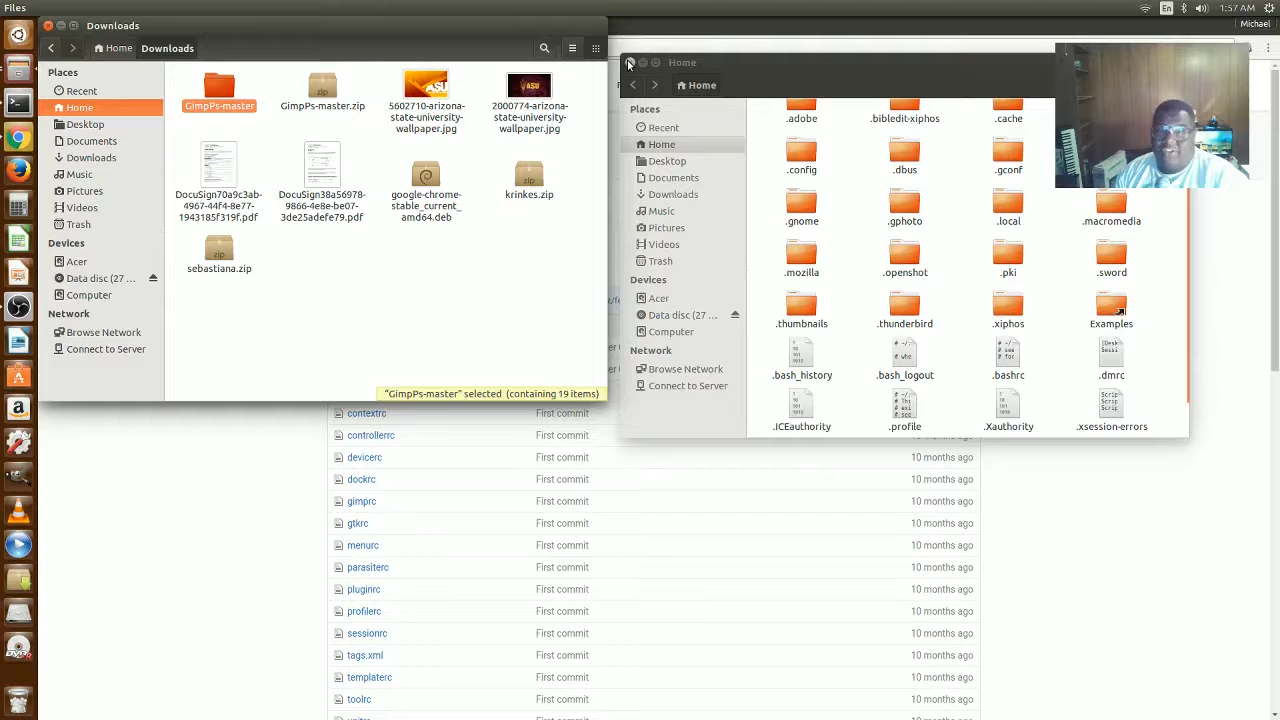 Files
En
1:57 AM
Michael
Downloads
Home
Downloads
Places
Recent
Home
Desktop
Documents
Downloads
Music
Pictures
Videos
Trash
Devices
Acer
Data disc (27 ...
Computer
Network
Browse Network
Connect to Server
GimpPs-master
zip
GimpPs-master.zip
ASU
5602710-arizona-
state-university-
wallpaper.jpg
ASU
2000774-arizona-
state-university-
wallpaper.jpg
DocuSign70a9c3ab-
4967-44f4-8e77-
1943185f319f.pdf
DocuSign38a56978-
9866-4e8e-be07-
3de25adefe79.pdf
google-chrome-
stable_current_
amd64.deb
zip
krinkes.zip
zip
sebastiana.zip
"GimpPs-master" selected (containing 19 items)
Home
Home
Places
Recent
Home
Desktop
Documents
Downloads
Music
Pictures
Videos
Trash
Devices
Acer
Data disc (27 ...
Computer
Network
Browse Network
Connect to Server
.adobe
.bibledit-xiphos
.cache
.config
.dbus
.gconf
.gnome
.gphoto
.local
.macromedia
.mozilla
.openshot
.pki
.sword
.thumbnails
.thunderbird
.xiphos
Examples
.bash_history
.bash_logout
.bashrc
.dmrc
.ICEauthority
.profile
.Xauthority
.xsession-errors
contextrc First commit 10 months ago
controllerrc First commit 10 months ago
devicerc First commit 10 months ago
dockrc First commit 10 months ago
gimprc First commit 10 months ago
gtkrc First commit 10 months ago
menurc First commit 10 months ago
parasiterc First commit 10 months ago
pluginrc First commit 10 months ago
profilerc First commit 10 months ago
sessionrc First commit 10 months ago
tags.xml First commit 10 months ago
templaterc First commit 10 months ago
toolrc First commit 10 months ago